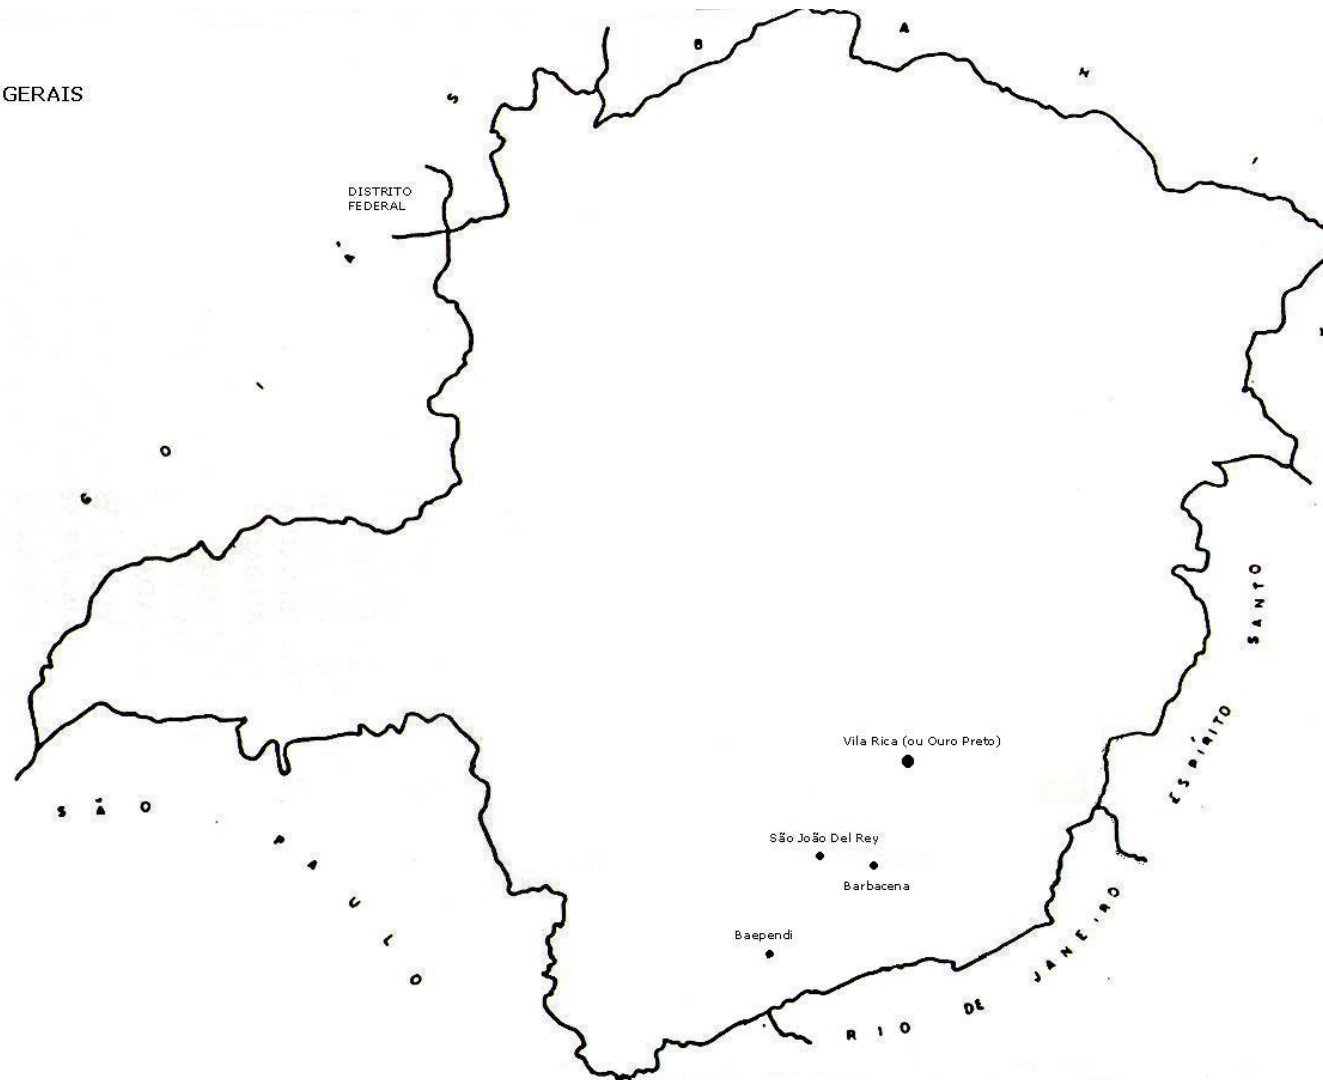 GERAIS
DISTRITO
FEDERAL
GOIÁS
BAHIA
Vila Rica (ou Ouro Preto)
São João Del Rey
Barbacena
Baependi
SÃO PAULO
RIO DE JANEIRO
ESPÍRITO SANTO